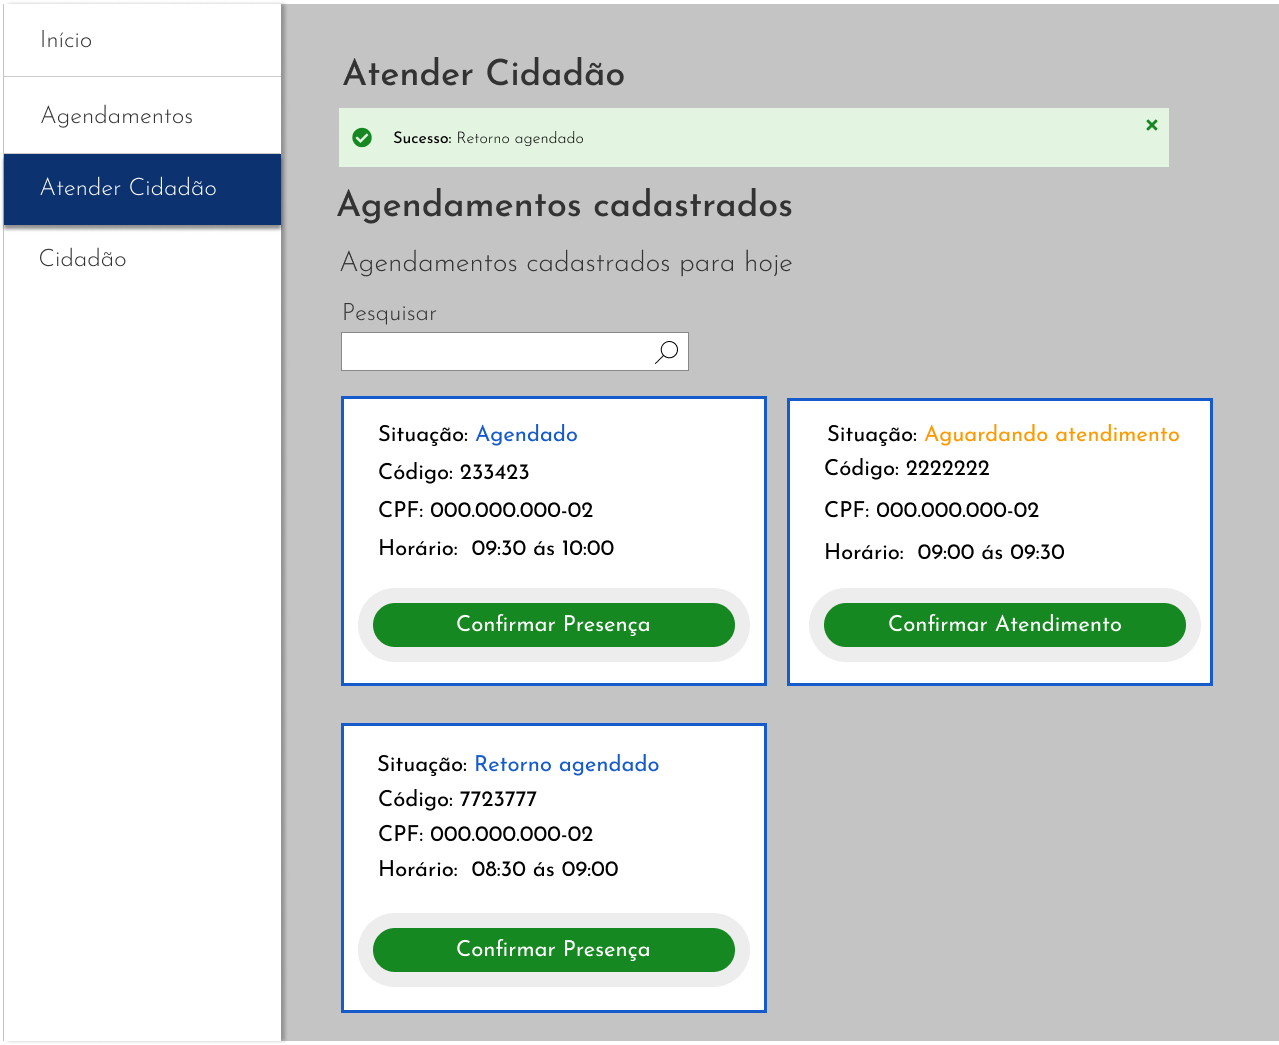 Início
Agendamentos
Atender Cidadão
Cidadão
Atender Cidadão
Sucesso: Retorno agendado
Agendamentos cadastrados
Agendamentos cadastrados para hoje
Pesquisar
Situação: Agendado
Código: 233423
CPF: 000.000.000-02
Horário: 09:30 ás 10:00
Confirmar Presença
Situação: Aguardando atendimento
Código: 2222222
CPF: 000.000.000-02
Horário: 09:00 ás 09:30
Confirmar Atendimento
Situação: Retorno agendado
Código: 7723777
CPF: 000.000.000-02
Horário: 08:30 ás 09:00
Confirmar Presença